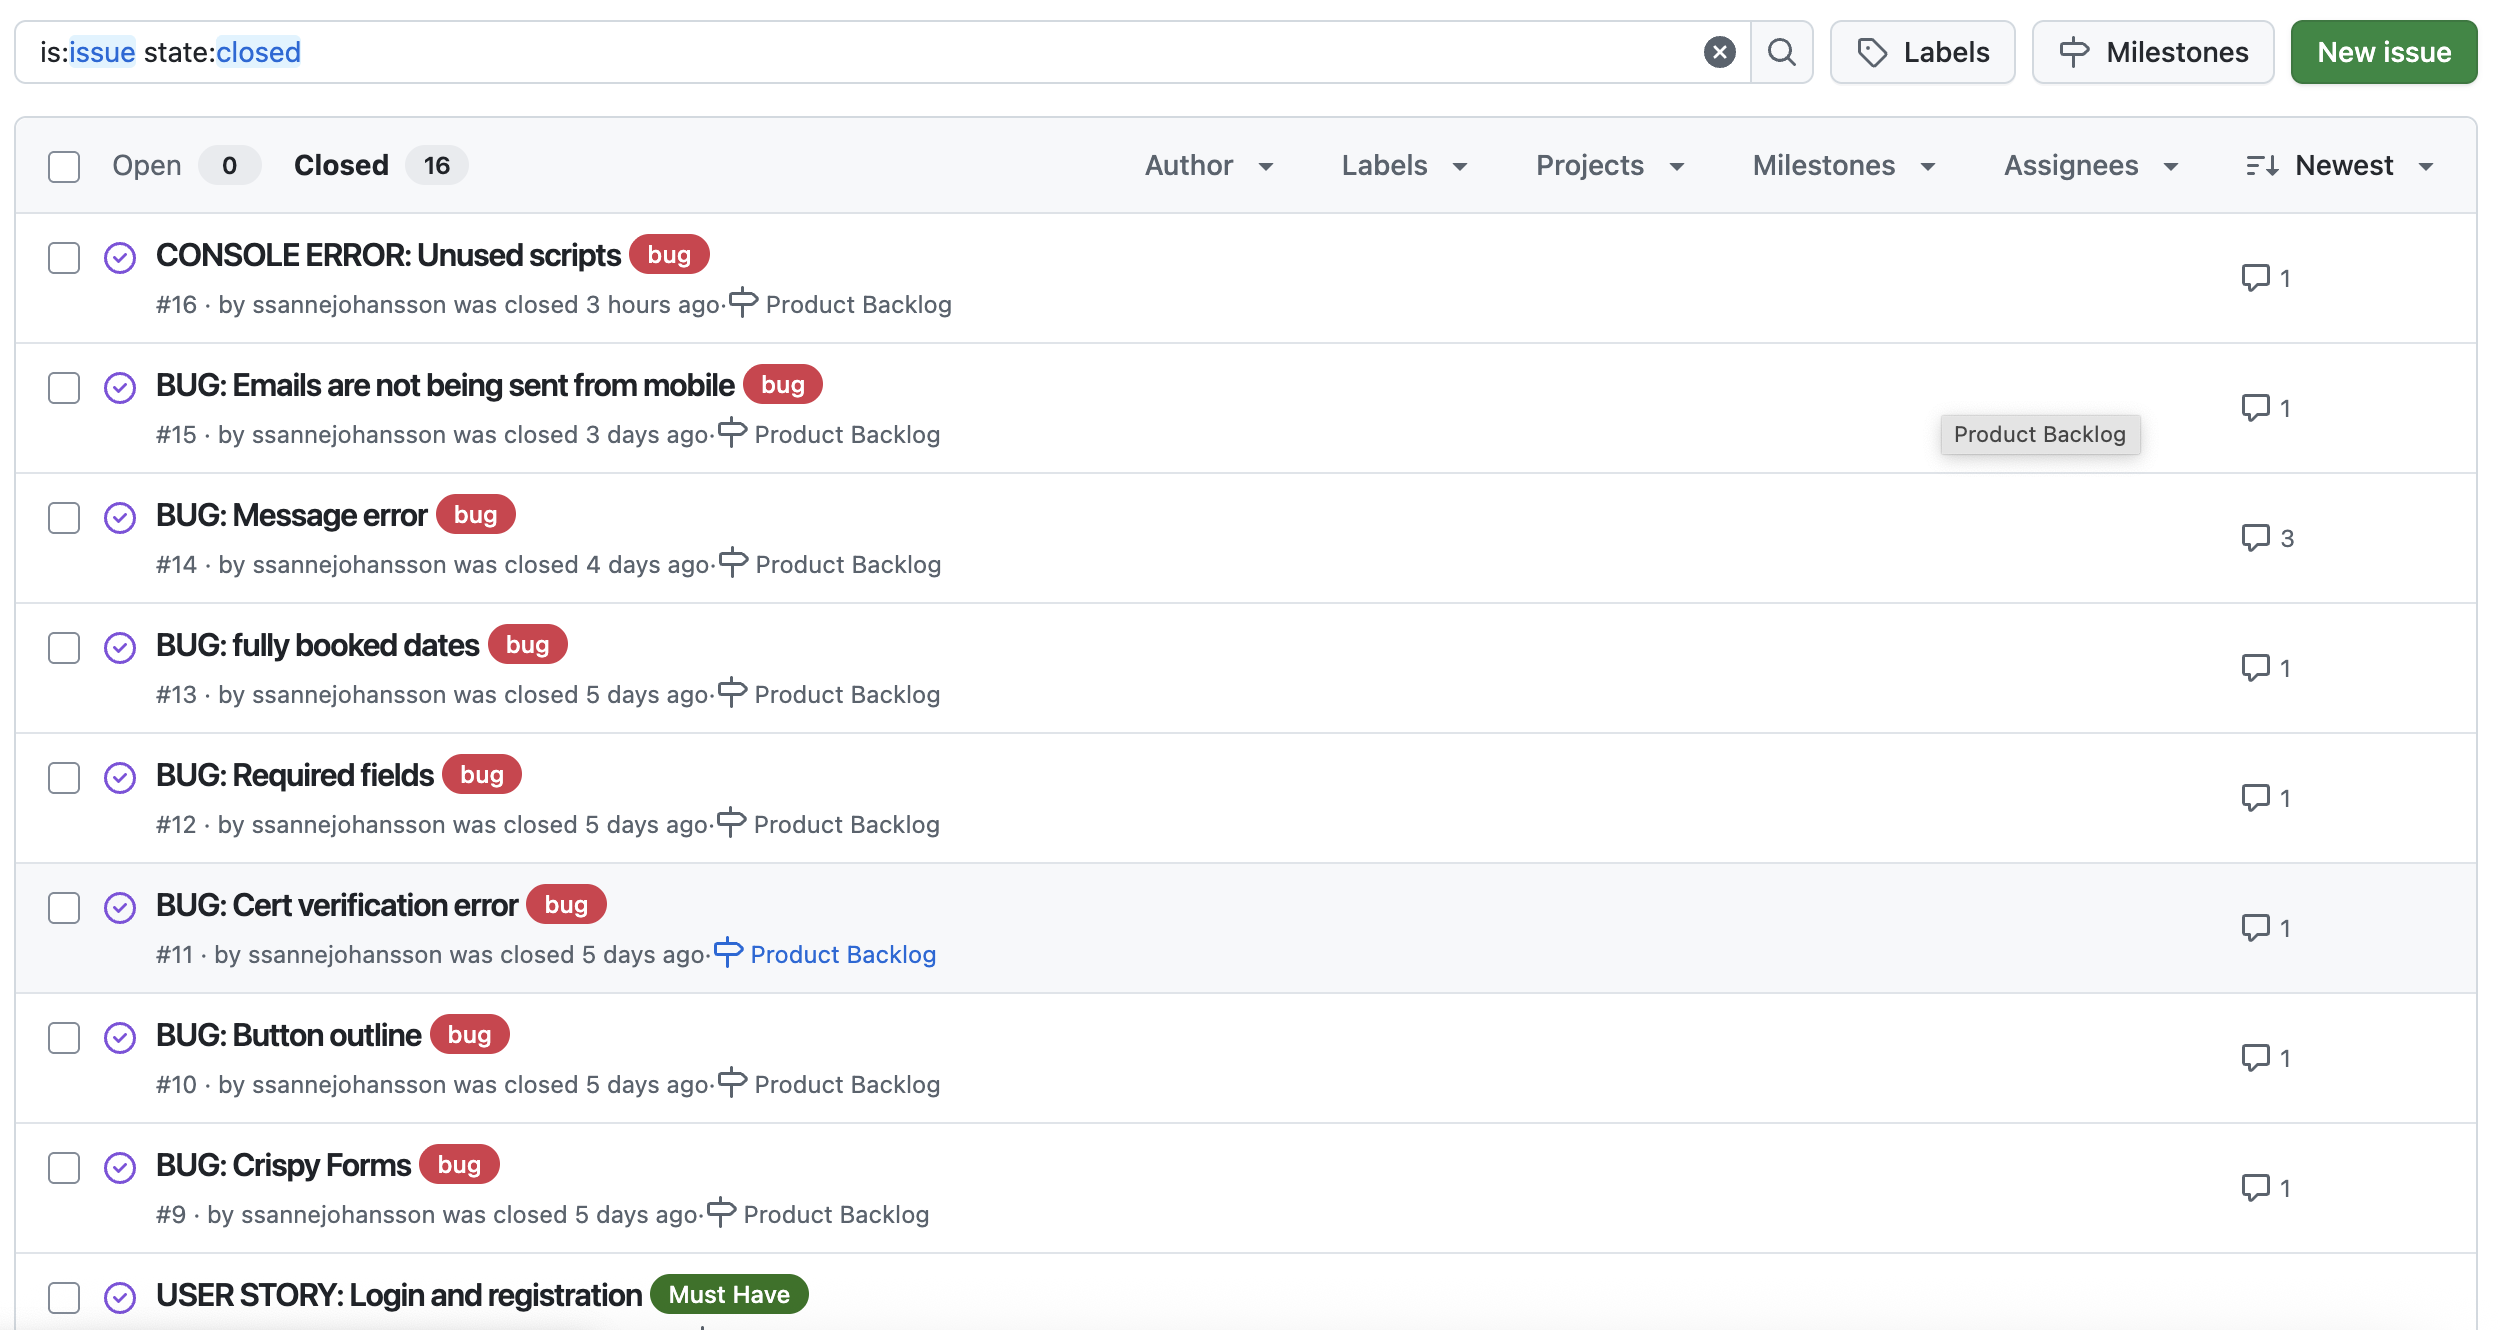 is:issue state:closed
Labels
Milestones
New issue
Open 0 Closed 16 Author Labels Projects Milestones Assignees Newest
CONSOLE ERROR: Unused scripts bug
#16 · by ssannejohansson was closed 3 hours ago· Product Backlog
1
BUG: Emails are not being sent from mobile bug
#15 · by ssannejohansson was closed 3 days ago· Product Backlog
1
Product Backlog
BUG: Message error bug
#14 · by ssannejohansson was closed 4 days ago· Product Backlog
3
BUG: fully booked dates bug
#13 · by ssannejohansson was closed 5 days ago· Product Backlog
1
BUG: Required fields bug
#12 · by ssannejohansson was closed 5 days ago· Product Backlog
1
BUG: Cert verification error bug
#11 · by ssannejohansson was closed 5 days ago· Product Backlog
1
BUG: Button outline bug
#10 · by ssannejohansson was closed 5 days ago· Product Backlog
1
BUG: Crispy Forms bug
#9 · by ssannejohansson was closed 5 days ago· Product Backlog
1
USER STORY: Login and registration Must Have